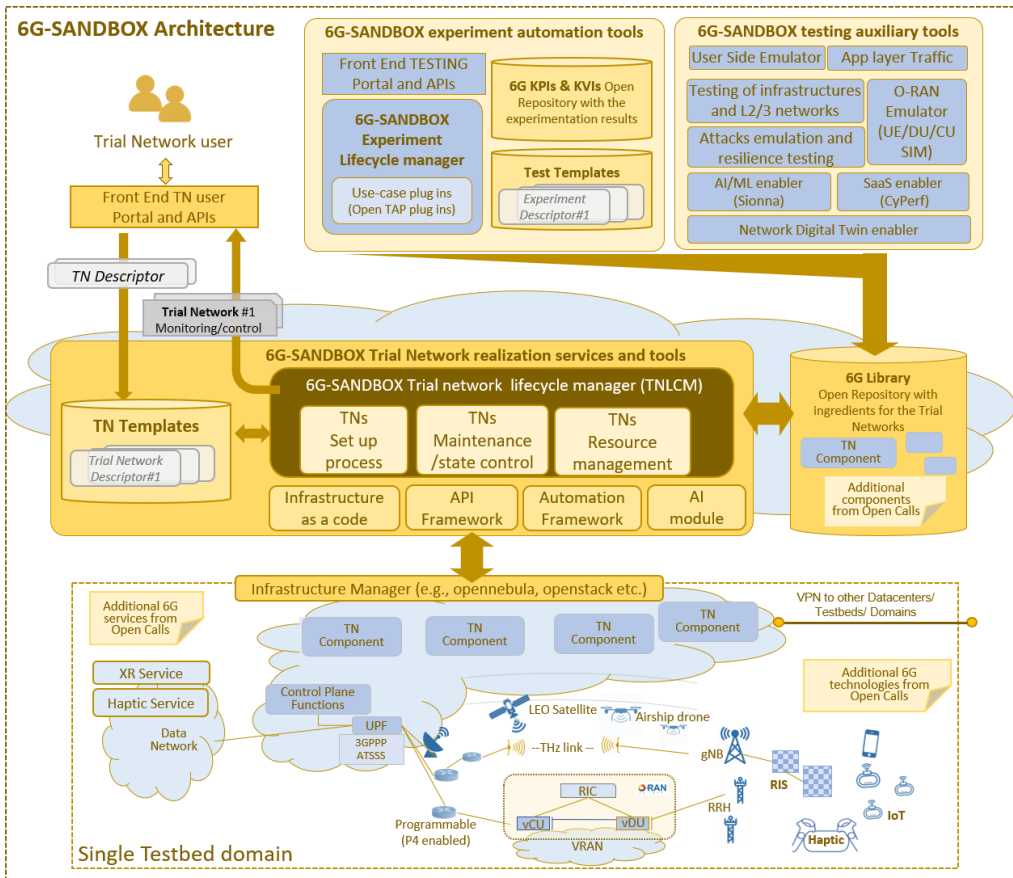 6G-SANDBOX Architecture
Trial Network user
Front End TN user
Portal and APIs
TN Descriptor
Trial Network #1
Monitoring/control
6G-SANDBOX experiment automation tools
Front End TESTING
Portal and APIs
6G-SANDBOX
Experiment
Lifecycle manager
Use-case plug ins
(Open TAP plug ins)
6G KPIs & KVIs Open
Repository with the
experimentation results
Test Templates
Experiment
Descriptor#1
6G-SANDBOX testing auxiliary tools
User Side Emulator
App layer Traffic
Testing of infrastructures
and L2/3 networks
Attacks emulation and
resilience testing
O-RAN
Emulator
(UE/DU/CU
SIM)
AI/ML enabler
(Sionna)
SaaS enabler
(CyPerf)
Network Digital Twin enabler
6G-SANDBOX Trial Network realization services and tools
6G-SANDBOX Trial network lifecycle manager (TNLCM)
TNs
Set up
process
TNs
Maintenance
/state control
TNs
Resource
management
TN Templates
Trial Network
Descriptor#1
Infrastructure
as a code
API
Framework
Automation
Framework
AI
module
6G Library
Open Repository with
ingredients for the Trial
Networks
TN
Component
Additional
components
from Open Calls
Infrastructure Manager (e.g., opennebula, openstack etc.)
Additional 6G
services from
Open Calls
TN
Component
TN
Component
TN
Component
TN
Component
VPN to other Datacenters/
Testbeds/ Domains
Additional 6G
technologies from
Open Calls
XR Service
Haptic Service
Data
Network
Control Plane
Functions
UPF
3GPPP
ATSSS
LEO Satellite
Airship drone
--THz link --
gNB
RIS
IoT
Haptic
RRH
RIC
RAN
vCU
vDU
VRAN
Programmable
(P4 enabled)
Single Testbed domain